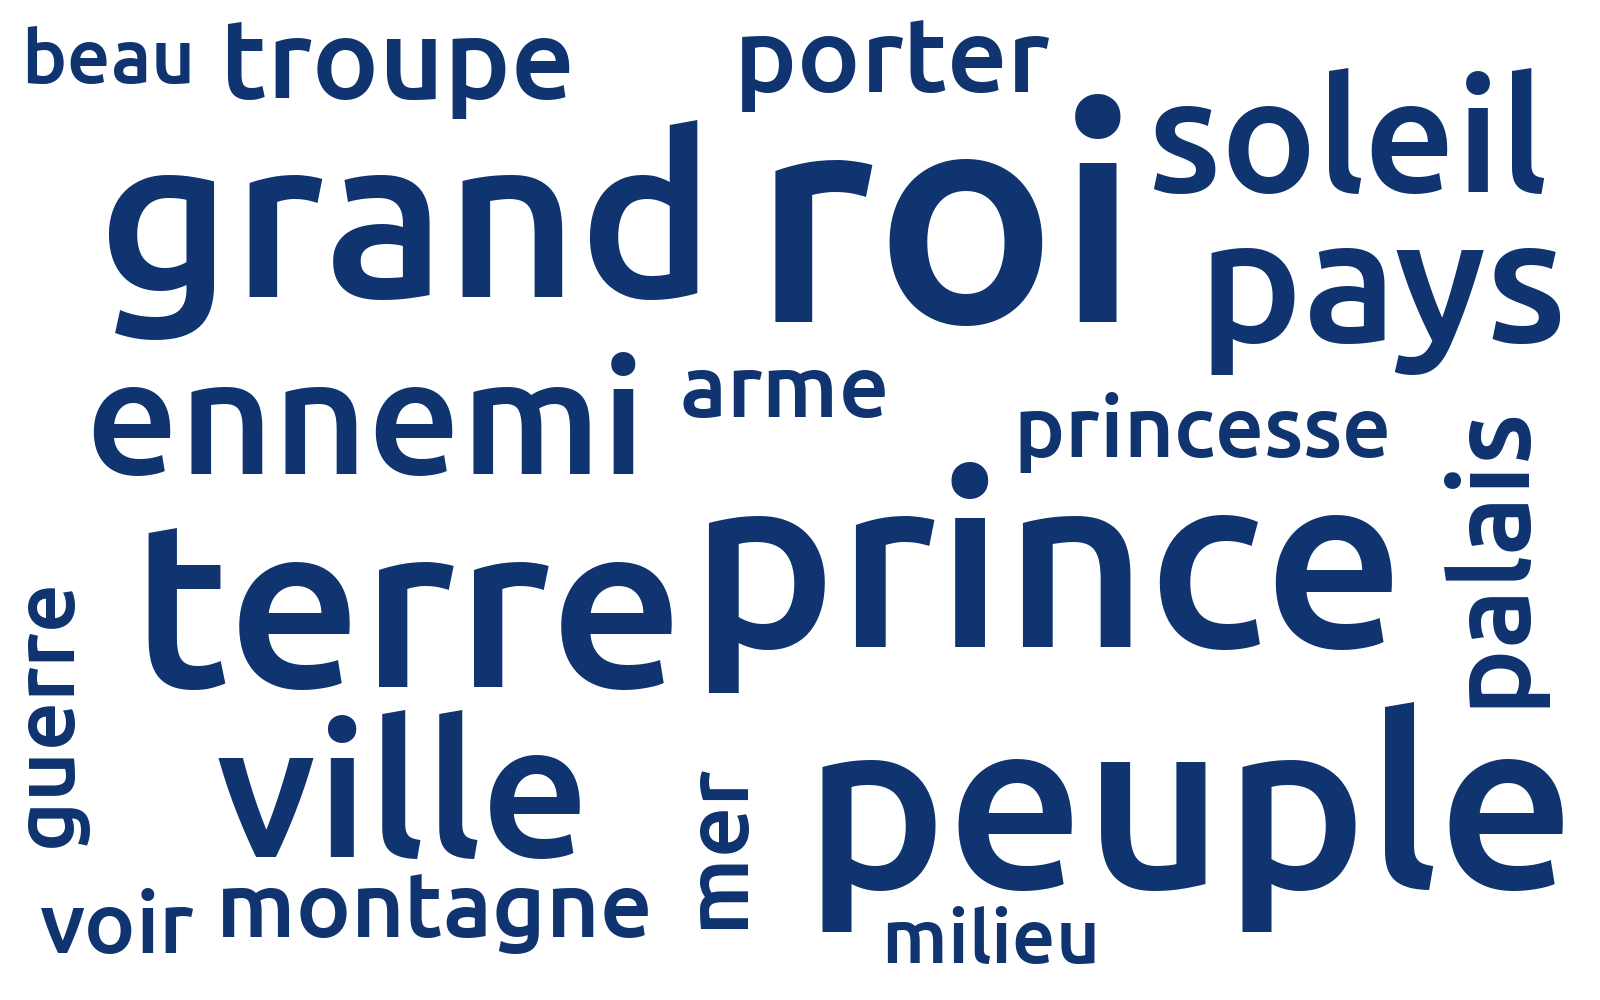 beau
troupe
porter
soleil
grand
roi
pays
ennemi
arme
princesse
palais
terre
prince
guerre
ville
mer
peuple
voir
montagne
milieu